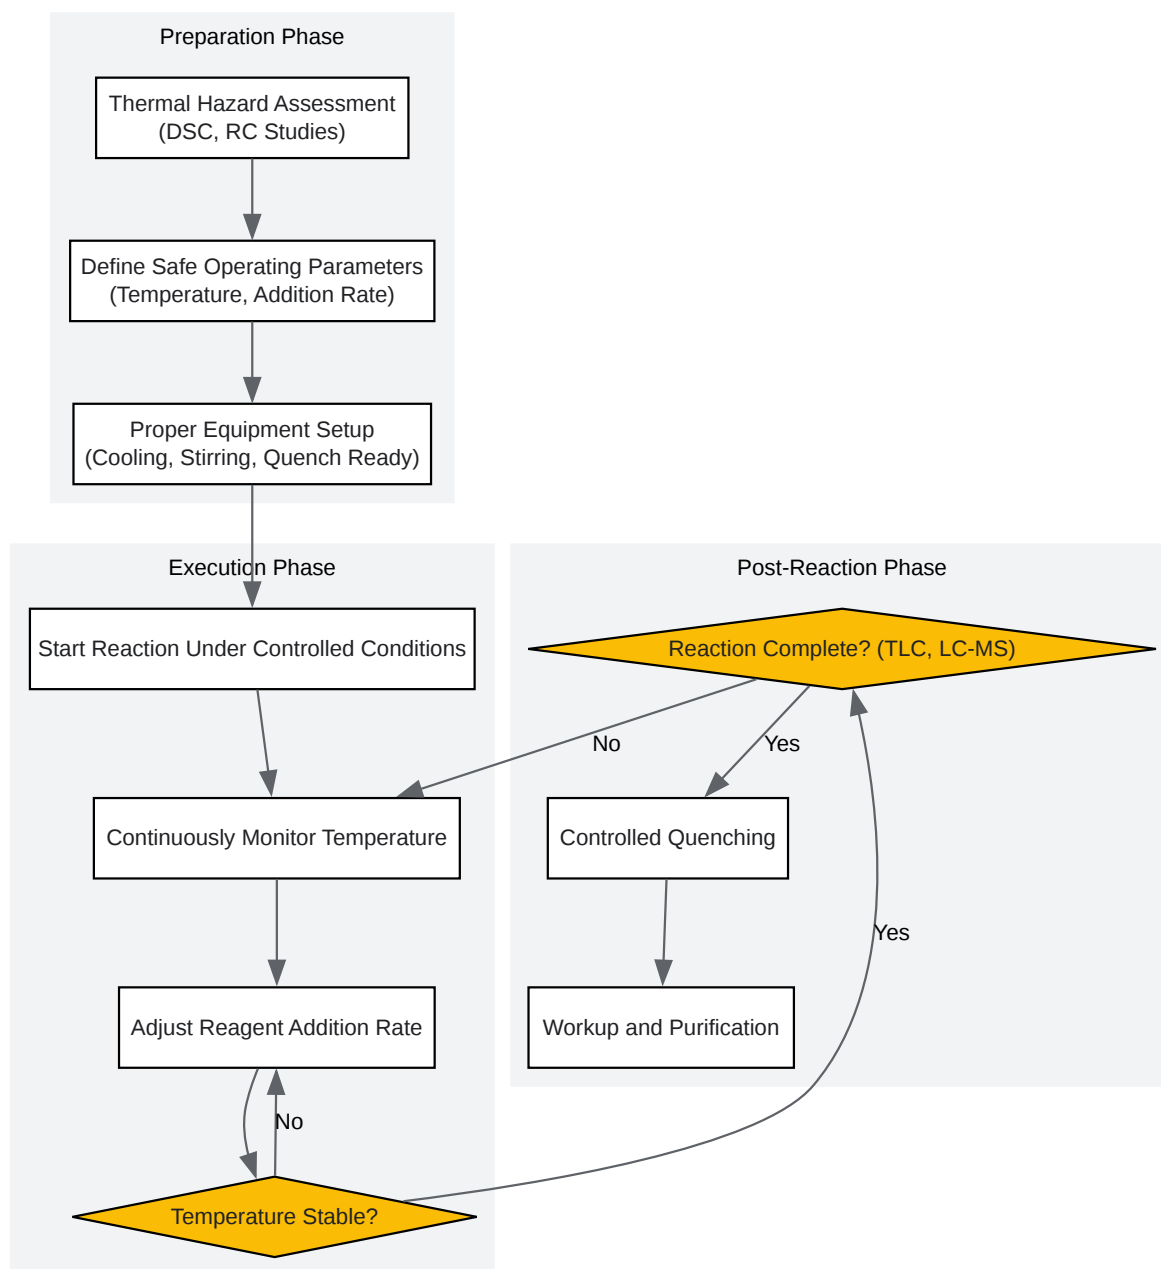 Preparation Phase
Thermal Hazard Assessment
(DSC, RC Studies)
Define Safe Operating Parameters
(Temperature, Addition Rate)
Proper Equipment Setup
(Cooling, Stirring, Quench Ready)
Execution Phase
Start Reaction Under Controlled Conditions
Continuously Monitor Temperature
Adjust Reagent Addition Rate
No
Temperature Stable?
Post-Reaction Phase
Reaction Complete? (TLC, LC-MS)
No
Yes
Controlled Quenching
Yes
Workup and Purification